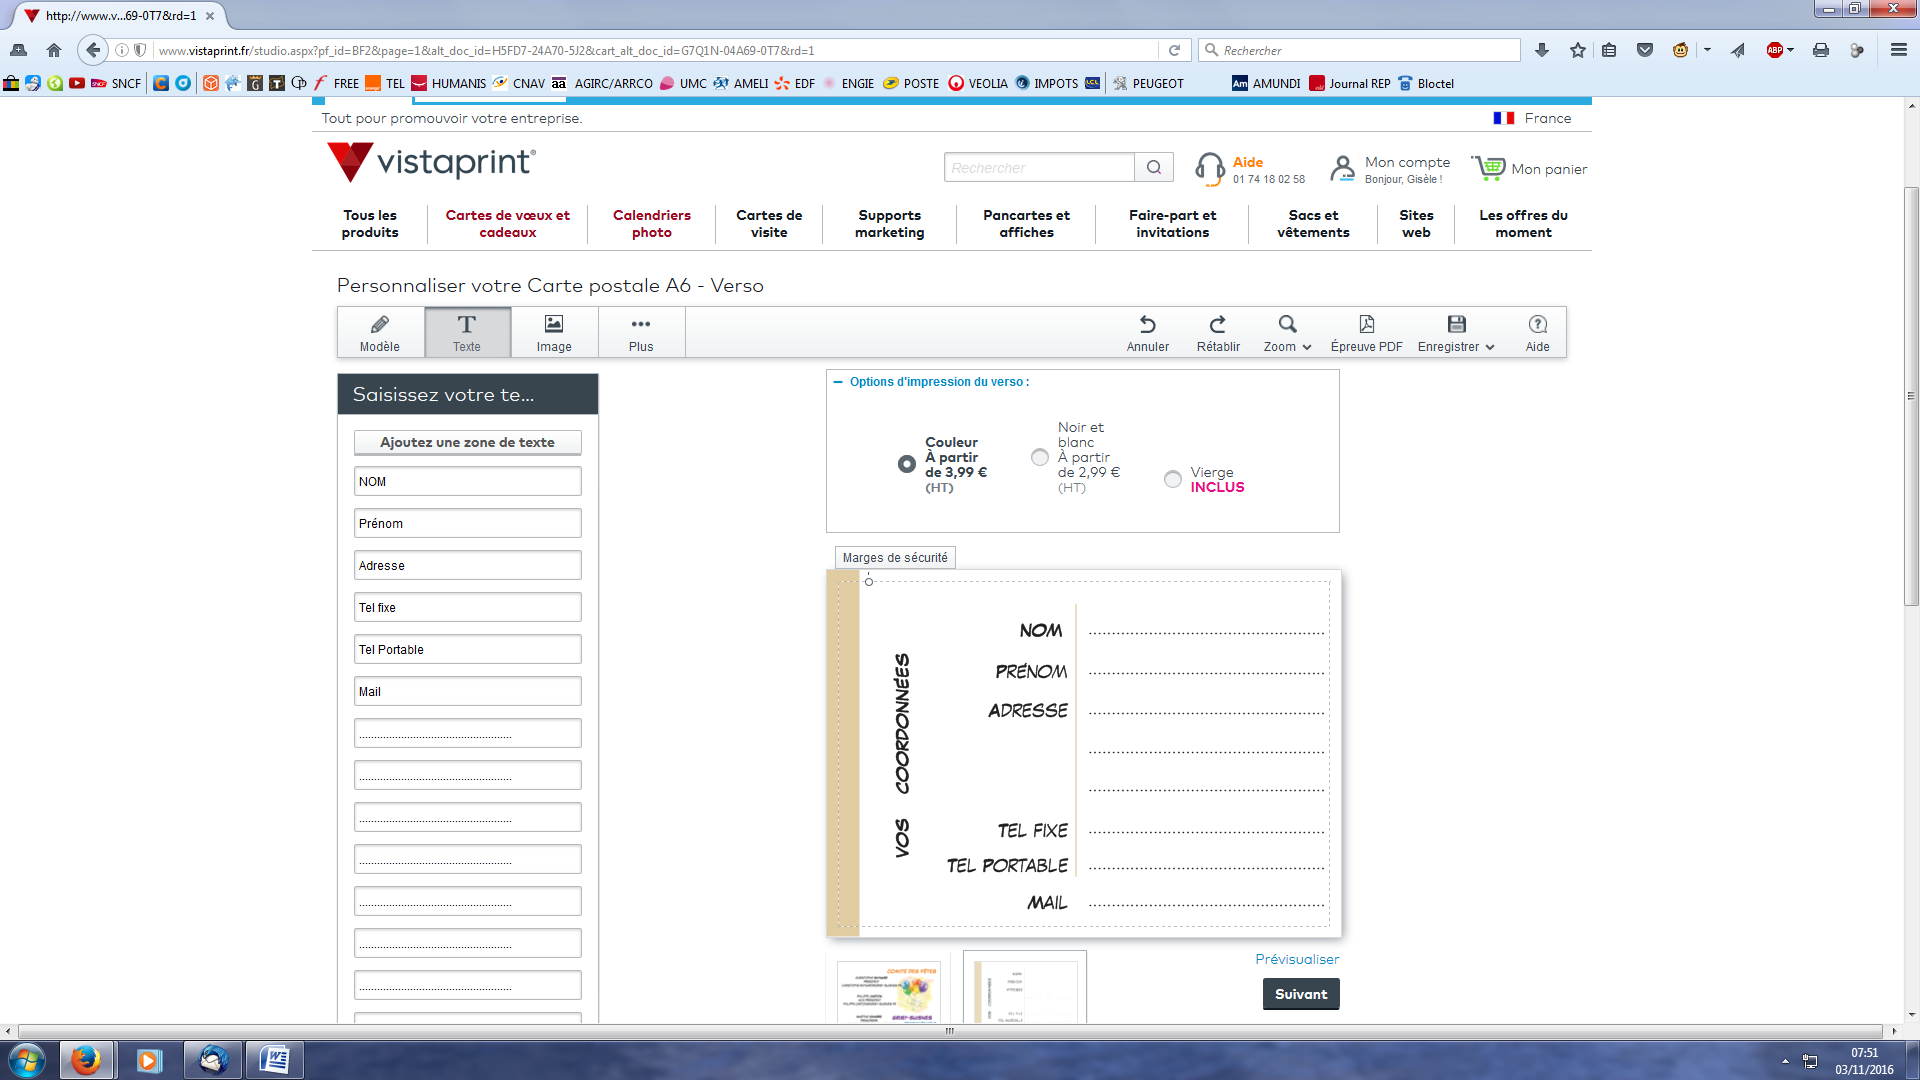 http://www.v...69-0T7&rd=1
www.vistaprint.fr/studio.aspx?pf_id=BF2&page=1&alt_doc_id=H5FD7-24A70-5J2&cart_alt_doc_id=G7Q1N-04A69-0T7&rd=1
Rechercher
SNCF FREE TEL HUMANIS CNAV AGIRC/ARRCO UMC AMELI EDF ENGIE POSTE VEOLIA IMPOTS PEUGEOT AMUNDI Journal REP Bloctel
Tout pour promouvoir votre entreprise.
France
vistaprint®
Rechercher
Aide
01 74 18 02 58
Mon compte
Bonjour, Gisèle !
Mon panier
Tous les produits
Cartes de vœux et cadeaux
Calendriers photo
Cartes de visite
Supports marketing
Pancartes et affiches
Faire-part et invitations
Sacs et vêtements
Sites web
Les offres du moment
Personnaliser votre Carte postale A6 - Verso
Modèle Texte Image Plus Annuler Rétablir Zoom Épreuve PDF Enregistrer Aide
Saisissez votre te...
Ajoutez une zone de texte
NOM
Prénom
Adresse
Tel fixe
Tel Portable
Mail
Options d'impression du verso :
Couleur
À partir
de 3,99 €
(HT)
Noir et
blanc
À partir
de 2,99 €
(HT)
Vierge
INCLUS
Marges de sécurité
VOS COORDONNÉES
NOM
PRÉNOM
ADRESSE
TEL FIXE
TEL PORTABLE
MAIL
COMITÉ DES FÊTES
Prévisualiser
Suivant
07:51
03/11/2016